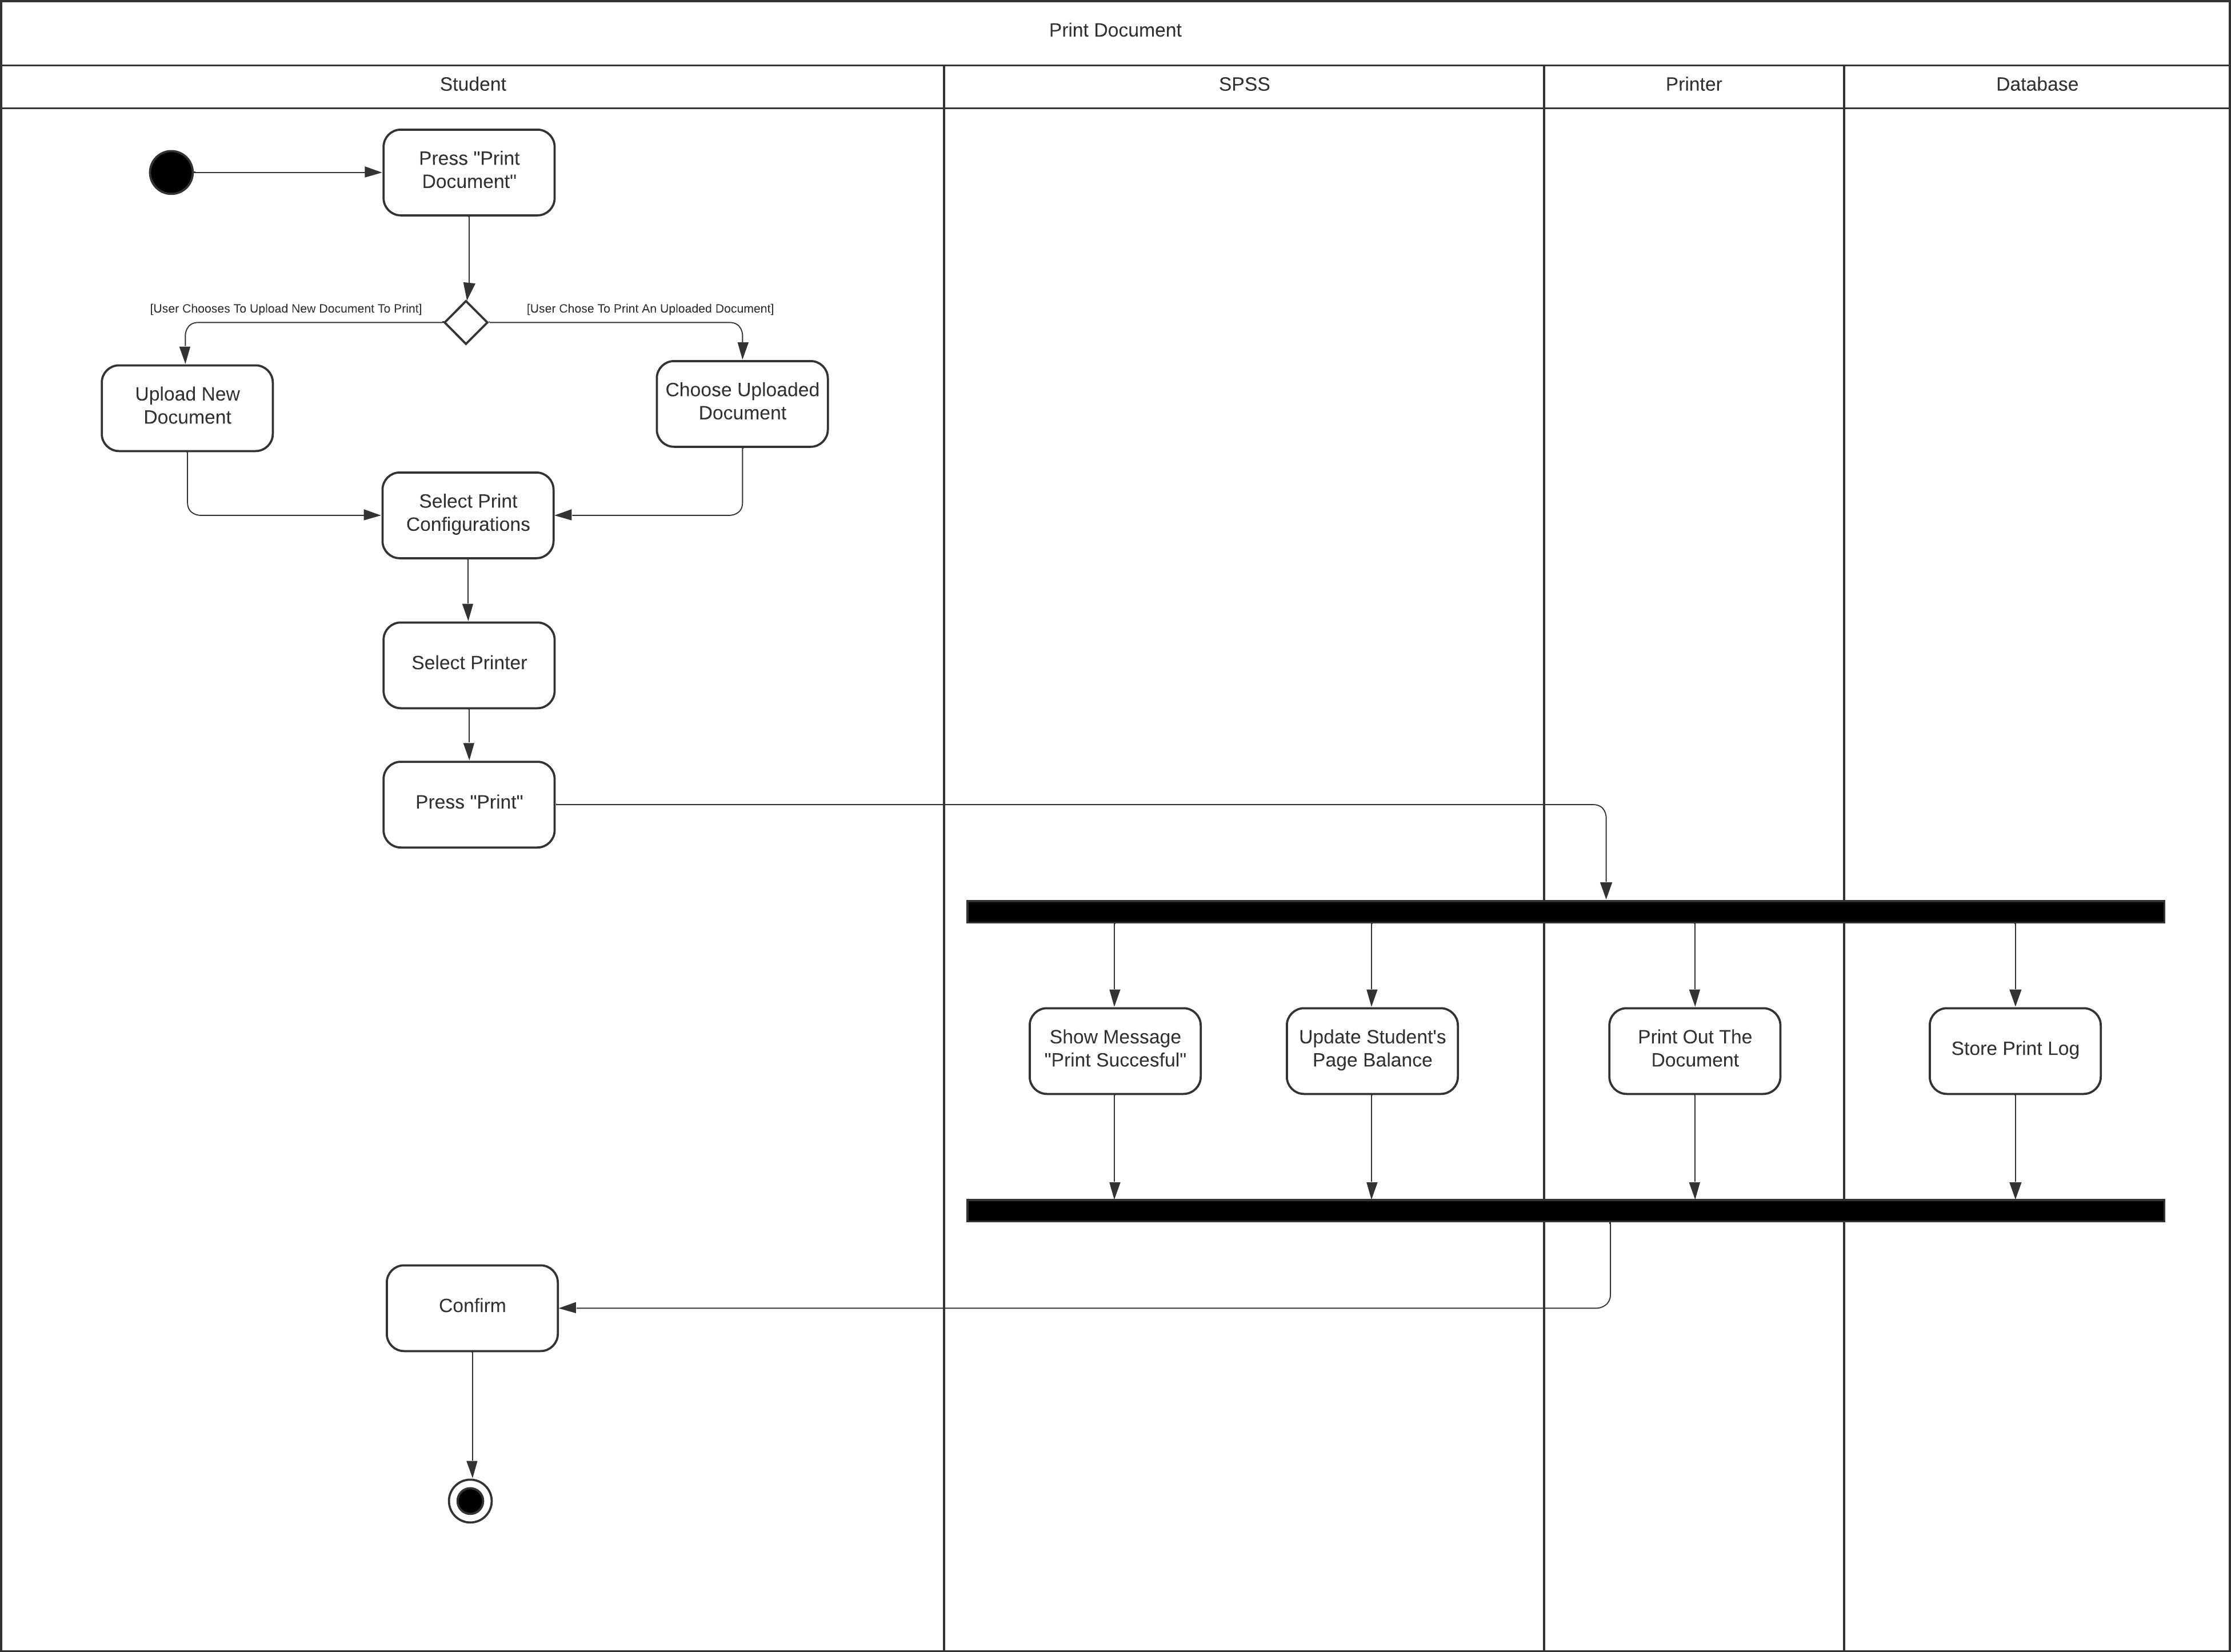 Print Document
Student
SPSS
Printer
Database
Press "Print
Document"
[User Chooses To Upload New Document To Print]
[User Chose To Print An Uploaded Document]
Upload New
Document
Choose Uploaded
Document
Select Print
Configurations
Select Printer
Press "Print"
Show Message
"Print Succesful"
Update Student's
Page Balance
Print Out The
Document
Store Print Log
Confirm